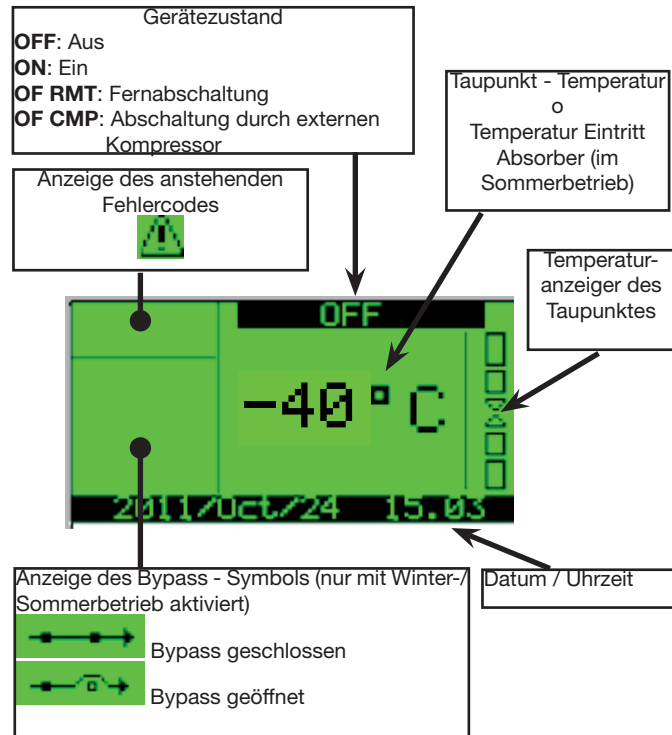 Gerätezustand
OFF: Aus
ON: Ein
OF RMT: Fernabschaltung
OF CMP: Abschaltung durch externen
Kompressor
Taupunkt - Temperatur
o
Temperatur Eintritt
Absorber (im
Sommerbetrieb)
Anzeige des anstehenden
Fehlercodes
Temperatur-
anzeiger des
Taupunktes
OFF
-40°C
2011/Oct/24 15.03
Anzeige des Bypass - Symbols (nur mit Winter-/
Sommerbetrieb aktiviert)
Bypass geschlossen
Bypass geöffnet
Datum / Uhrzeit